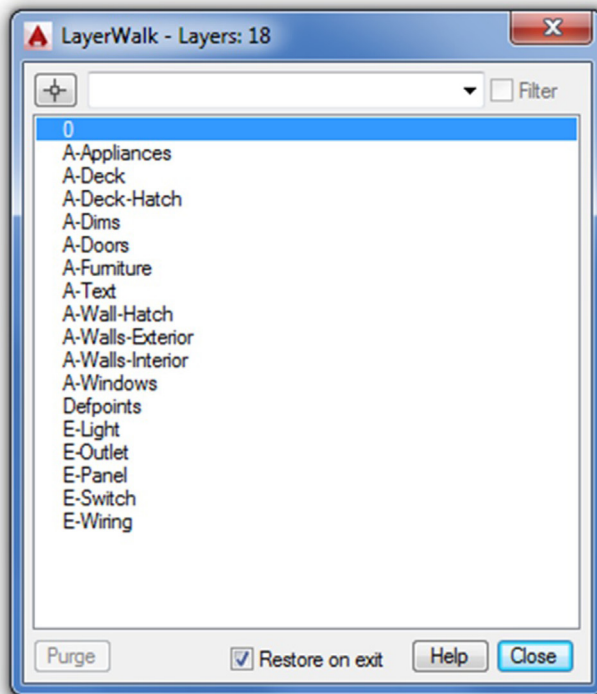 LayerWalk - Layers: 18
Filter
0
A-Appliances
A-Deck
A-Deck-Hatch
A-Dims
A-Doors
A-Furniture
A-Text
A-Wall-Hatch
A-Walls-Exterior
A-Walls-Interior
A-Windows
Defpoints
E-Light
E-Outlet
E-Panel
E-Switch
E-Wiring
Purge Restore on exit Help Close